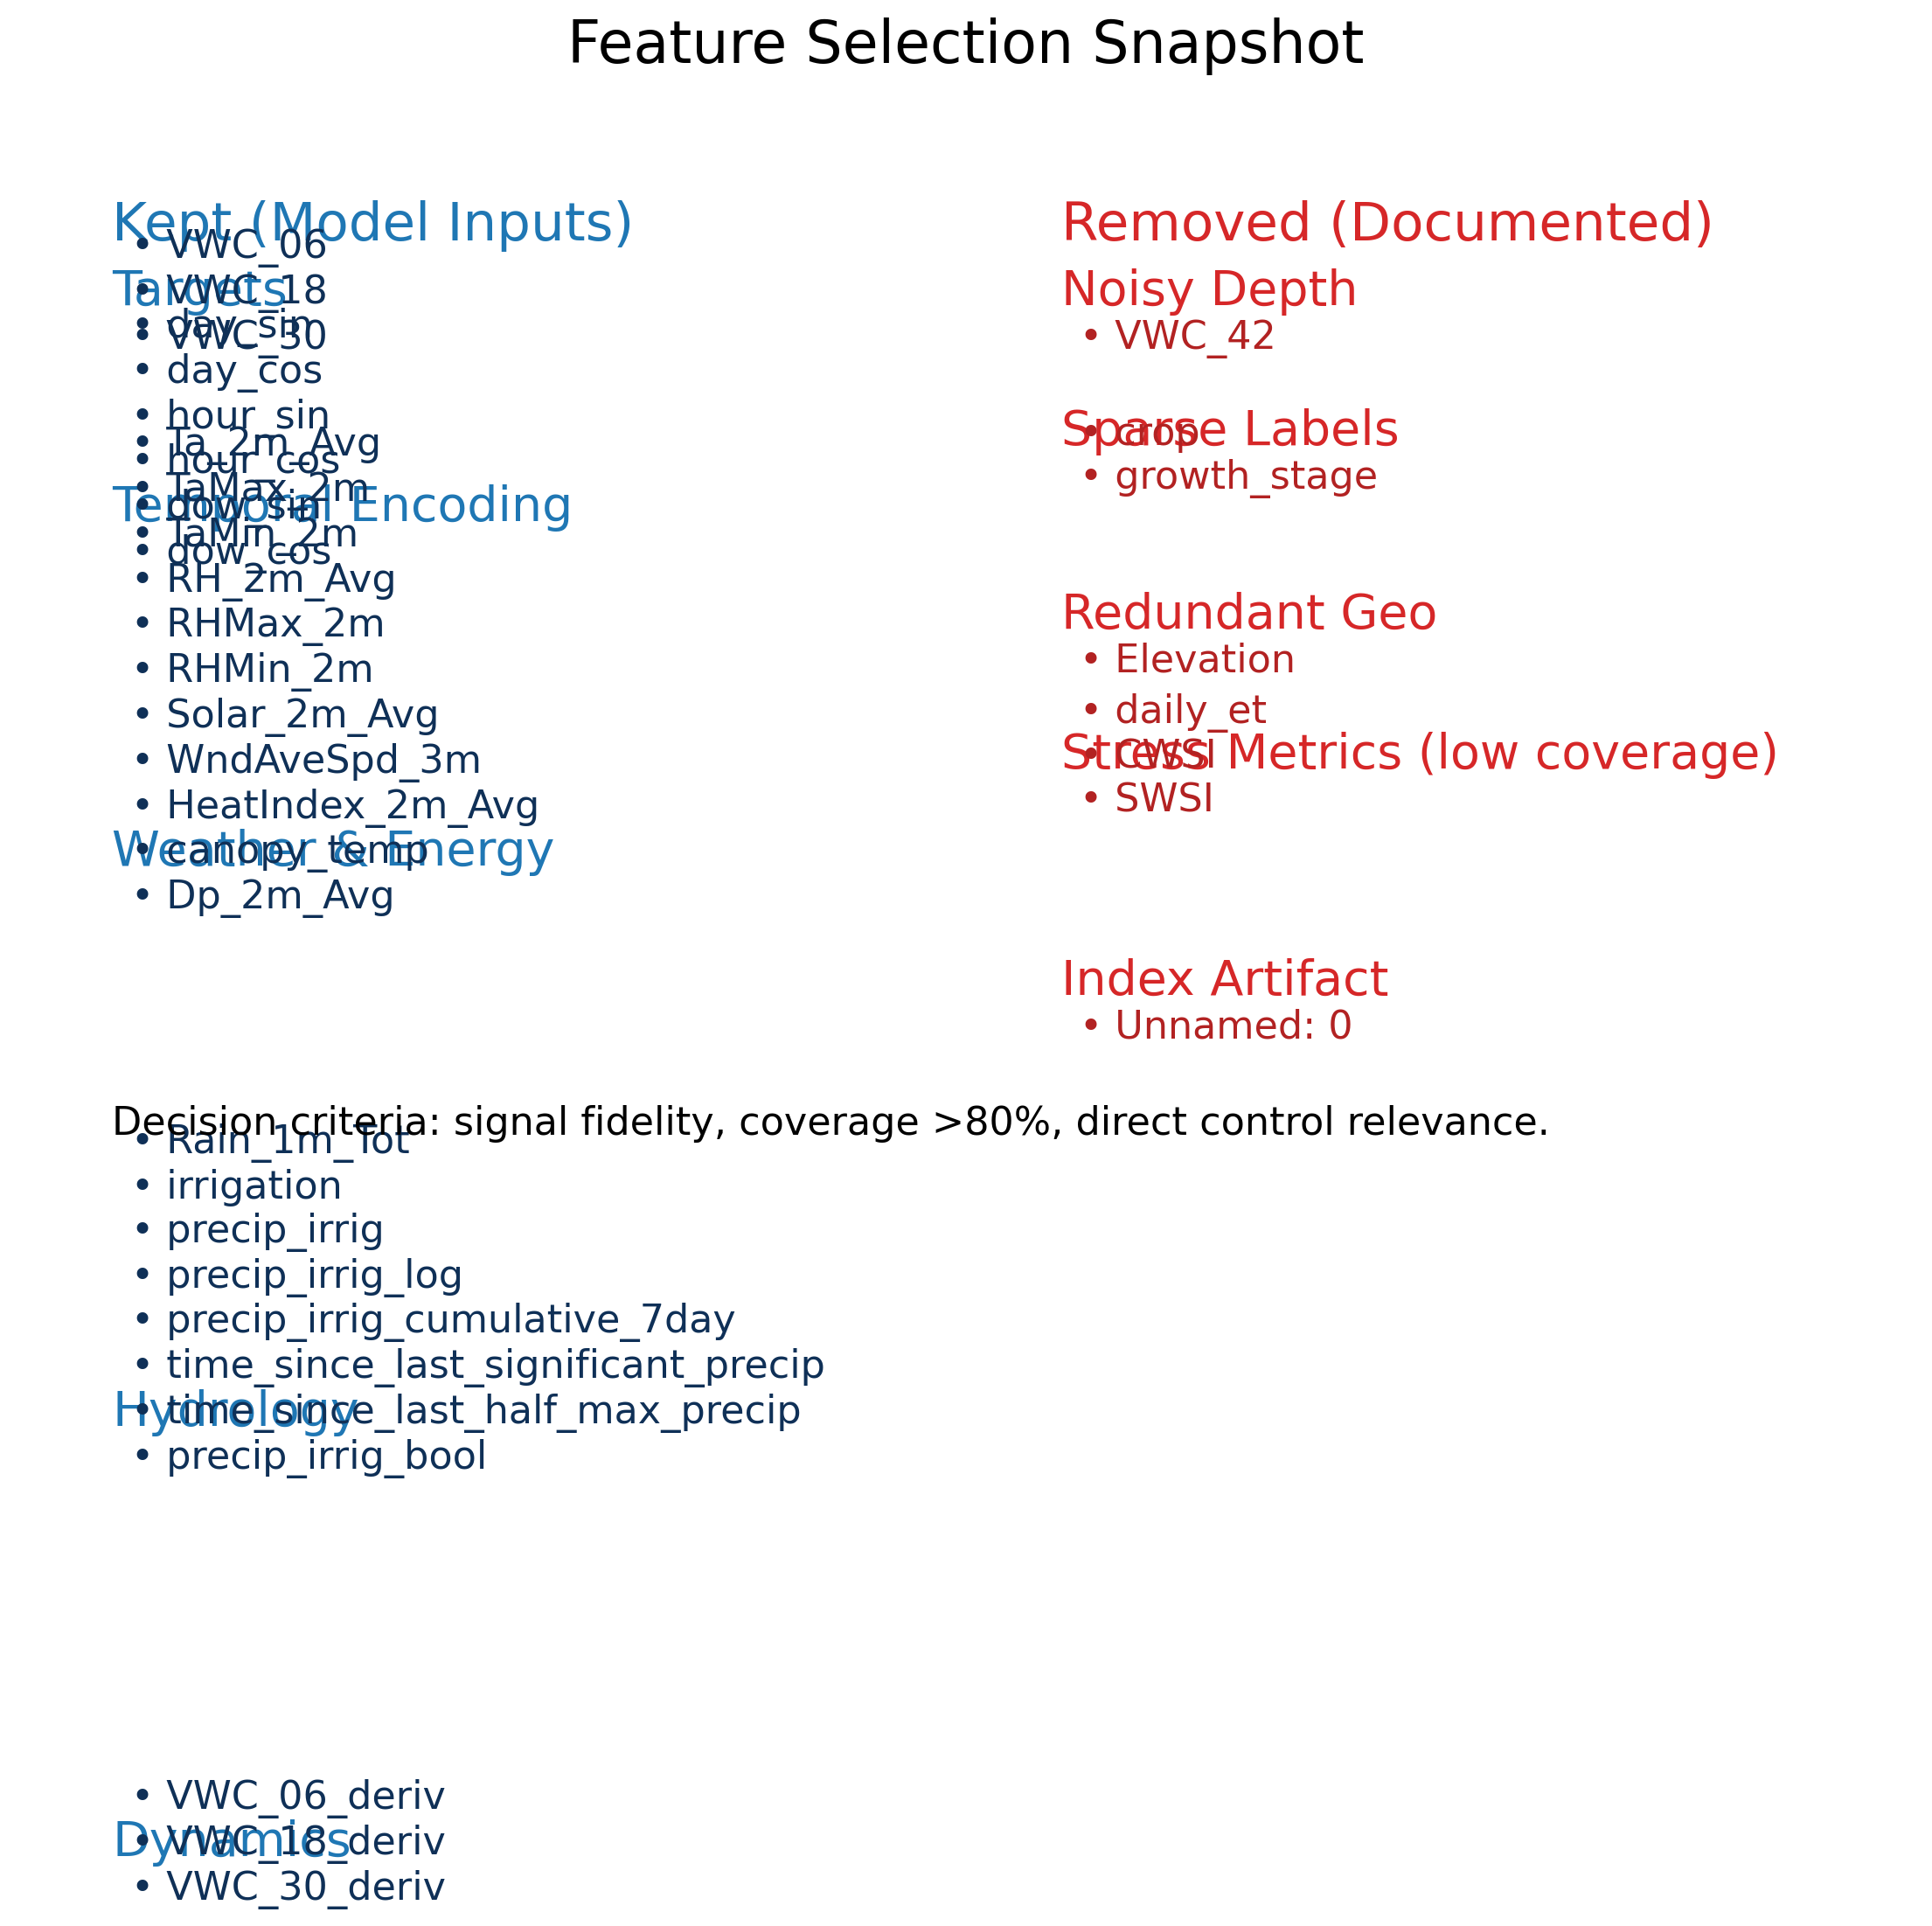 Feature Selection Snapshot
Kept (Model Inputs)
Targets
• VWC_06
• VWC_18
• VWC_30
Temporal Encoding
• day_sin
• day_cos
• hour_sin
• hour_cos
• dow_sin
• dow_cos
Weather & Energy
• Ta_2m_Avg
• TaMax_2m
• TaMin_2m
• RH_2m_Avg
• RHMax_2m
• RHMin_2m
• Solar_2m_Avg
• WndAveSpd_3m
• HeatIndex_2m_Avg
• canopy_temp
• Dp_2m_Avg
Hydrology
• Rain_1m_Tot
• irrigation
• precip_irrig
• precip_irrig_log
• precip_irrig_cumulative_7day
• time_since_last_significant_precip
• time_since_last_half_max_precip
• precip_irrig_bool
Dynamics
• VWC_06_deriv
• VWC_18_deriv
• VWC_30_deriv
Removed (Documented)
Noisy Depth
• VWC_42
Sparse Labels
• crop
• growth_stage
Redundant Geo
• Elevation
Stress Metrics (low coverage)
• daily_et
• CWSI
• SWSI
Index Artifact
• Unnamed: 0
Decision criteria: signal fidelity, coverage >80%, direct control relevance.